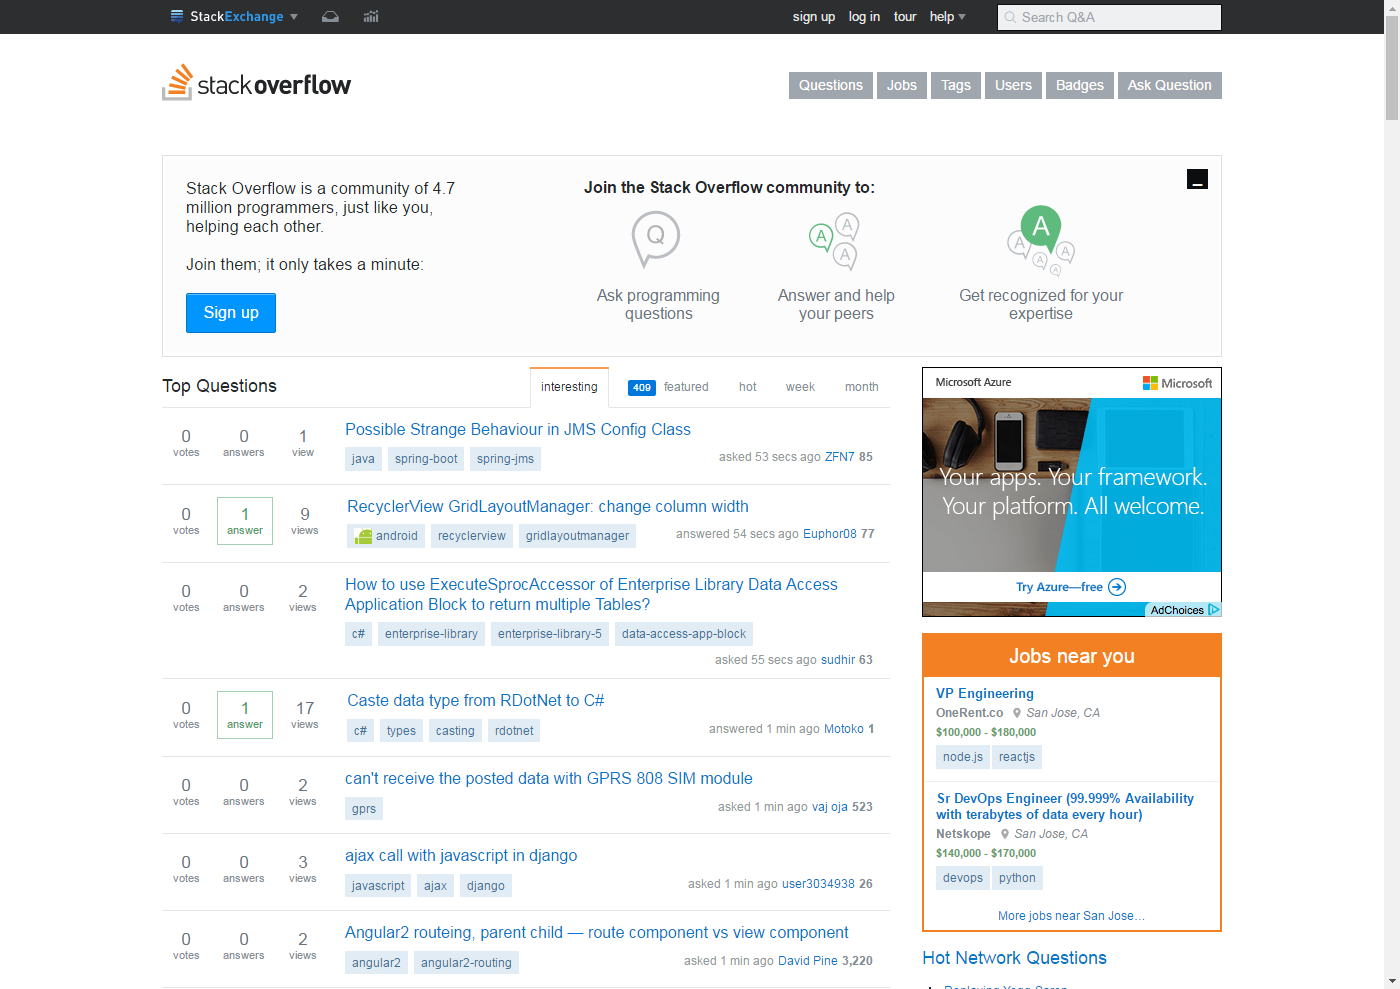 StackExchange
sign up log in tour help
Search Q&A
stackoverflow
Questions Jobs Tags Users Badges Ask Question
Stack Overflow is a community of 4.7
million programmers, just like you,
helping each other.
Join them; it only takes a minute:
Sign up
Join the Stack Overflow community to:
Q
A A A
A A A A A
Ask programming
questions
Answer and help
your peers
Get recognized for your
expertise
Top Questions
interesting 409 featured hot week month
0 votes 0 answers 1 view
Possible Strange Behaviour in JMS Config Class
java spring-boot spring-jms
asked 53 secs ago ZFN7 85
0 votes 1 answer 9 views
RecyclerView GridLayoutManager: change column width
android recyclerview gridlayoutmanager
answered 54 secs ago Euphor08 77
0 votes 0 answers 2 views
How to use ExecuteSprocAccessor of Enterprise Library Data Access
Application Block to return multiple Tables?
c# enterprise-library enterprise-library-5 data-access-app-block
asked 55 secs ago sudhir 63
0 votes 1 answer 17 views
Caste data type from RDotNet to C#
c# types casting rdotnet
answered 1 min ago Motoko 1
0 votes 0 answers 2 views
can't receive the posted data with GPRS 808 SIM module
gprs
asked 1 min ago vaj oja 523
0 votes 0 answers 3 views
ajax call with javascript in django
javascript ajax django
asked 1 min ago user3034938 26
0 votes 0 answers 2 views
Angular2 routeing, parent child — route component vs view component
angular2 angular2-routing
asked 1 min ago David Pine 3,220
Microsoft Azure
Microsoft
Your apps. Your framework.
Your platform. All welcome.
Try Azure—free
AdChoices
Jobs near you
VP Engineering
OneRent.co San Jose, CA
$100,000 - $180,000
node.js reactjs
Sr DevOps Engineer (99.999% Availability
with terabytes of data every hour)
Netskope San Jose, CA
$140,000 - $170,000
devops python
More jobs near San Jose…
Hot Network Questions